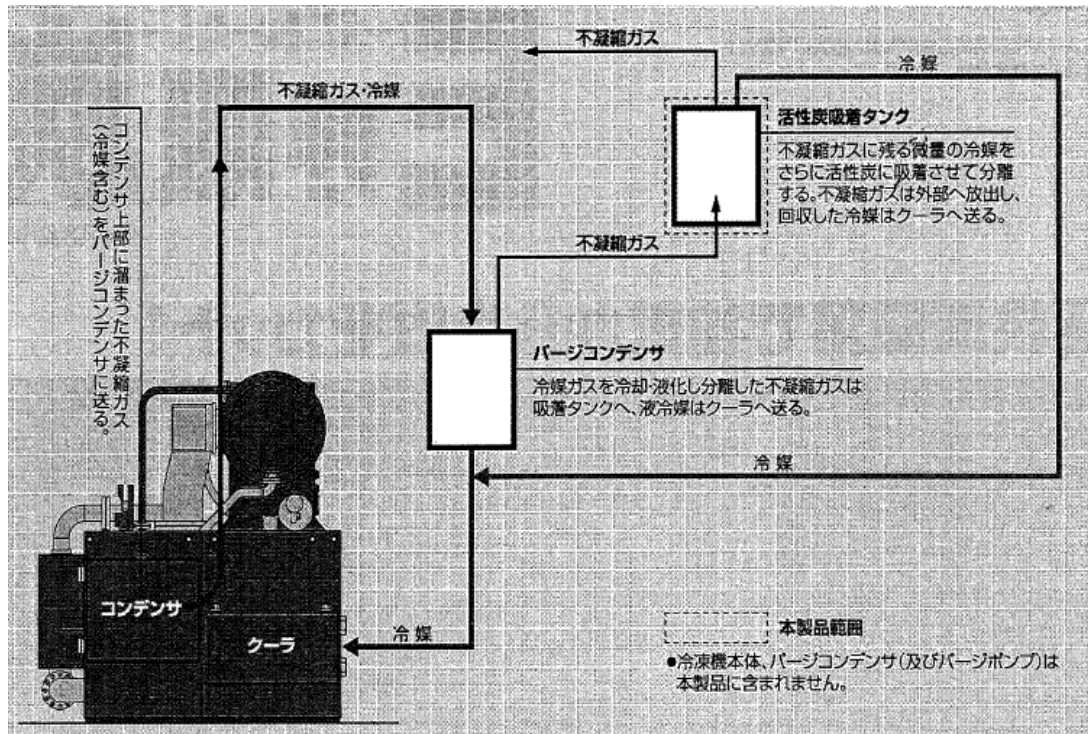 不凝縮ガス
冷媒
不凝縮ガス・冷媒
活性炭吸着タンク
不凝縮ガスに残る微量の冷媒を
さらに活性炭に吸着させて分離
する。不凝縮ガスは外部へ放出し、
回収した冷媒はクーラへ送る。
コンデンサ上部に溜まった不凝縮ガス
(冷媒含む)をパージコンデンサに送る。
不凝縮ガス
パージコンデンサ
冷媒ガスを冷却・液化し分離した不凝縮ガスは
吸着タンクへ、液冷媒はクーラへ送る。
冷媒
コンデンサ
クーラ
冷媒
本製品範囲
●冷凍機本体、パージコンデンサ(及びパージポンプ)は
本製品に含まれません。